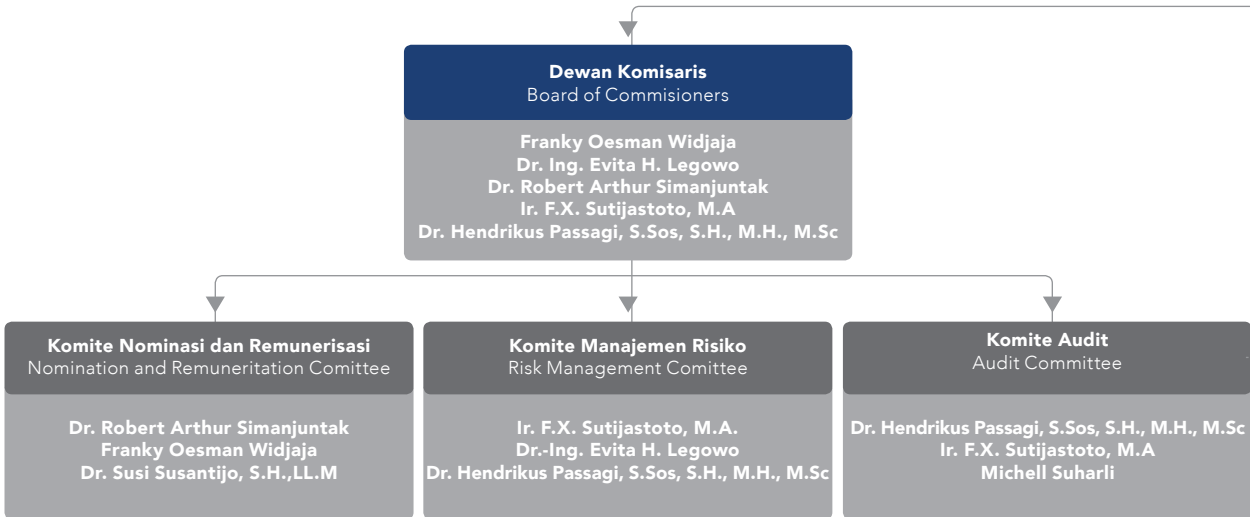 Dewan Komisaris
Board of Commisioners
Franky Oesman Widjaja
Dr. Ing. Evita H. Legowo
Dr. Robert Arthur Simanjuntak
Ir. F.X. Sutijastoto, M.A
Dr. Hendrikus Passagi, S.Sos, S.H., M.H., M.Sc
Komite Nominasi dan Remunerisasi
Nomination and Remuneritation Comittee
Dr. Robert Arthur Simanjuntak
Franky Oesman Widjaja
Dr. Susi Susantijo, S.H.,LL.M
Komite Manajemen Risiko
Risk Management Comittee
Ir. F.X. Sutijastoto, M.A.
Dr.-Ing. Evita H. Legowo
Dr. Hendrikus Passagi, S.Sos, S.H., M.H., M.Sc
Komite Audit
Audit Committee
Dr. Hendrikus Passagi, S.Sos, S.H., M.H., M.Sc
Ir. F.X. Sutijastoto, M.A
Michell Suharli